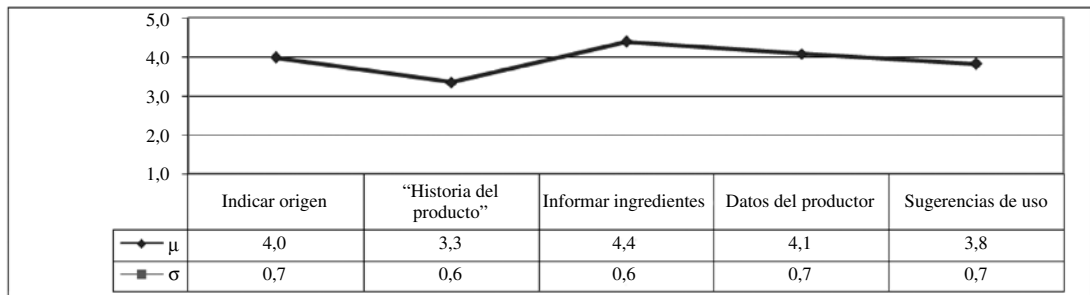 5,0
4,0
3,0
2,0
1,0
Indicar origen
“Historia del
producto”
Informar ingredientes
Datos del productor
Sugerencias de uso
μ 4,0 3,3 4,4 4,1 3,8
σ 0,7 0,6 0,6 0,7 0,7